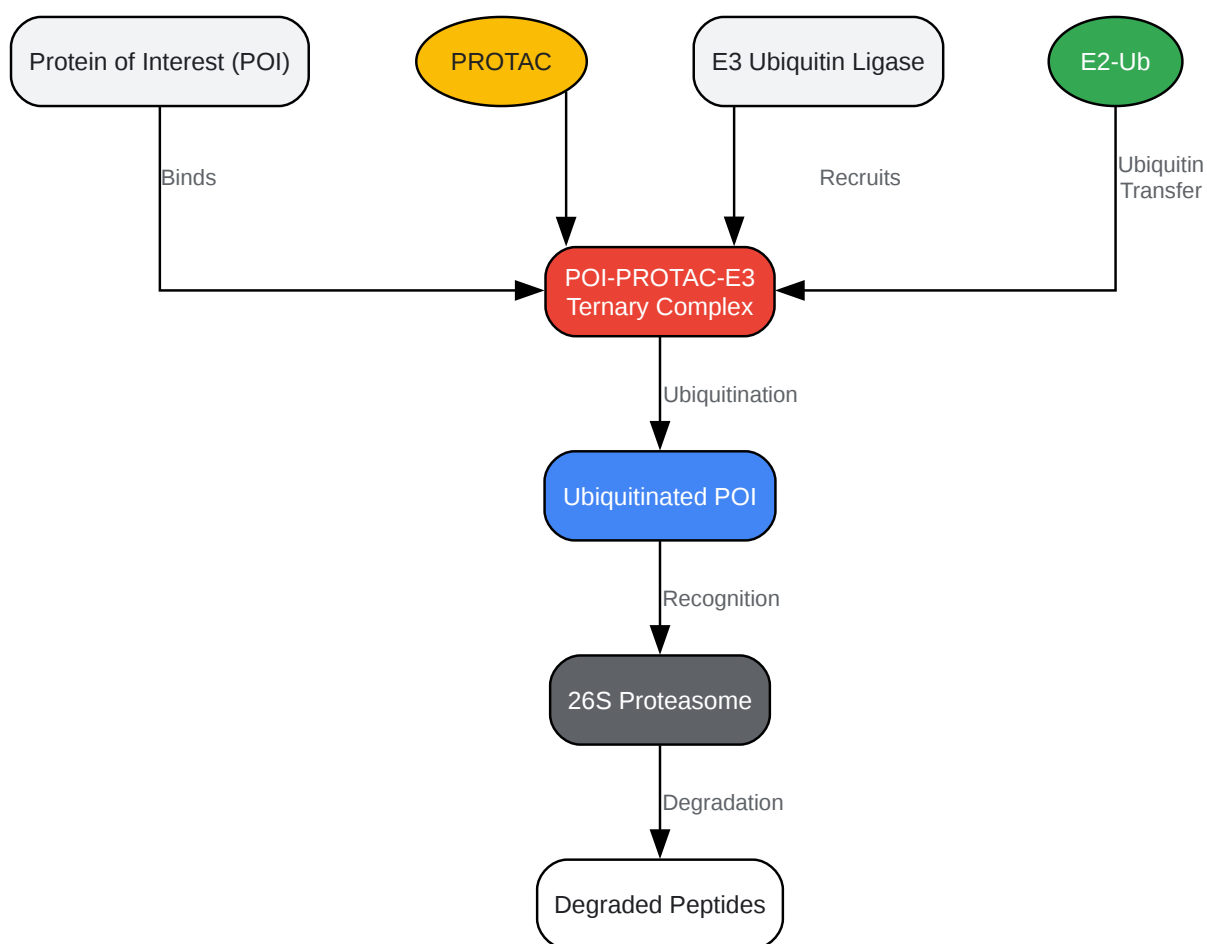 Protein of Interest (POI)
PROTAC
E3 Ubiquitin Ligase
E2-Ub
Binds
Recruits
Ubiquitin
Transfer
POI-PROTAC-E3
Ternary Complex
Ubiquitination
Ubiquitinated POI
Recognition
26S Proteasome
Degradation
Degraded Peptides